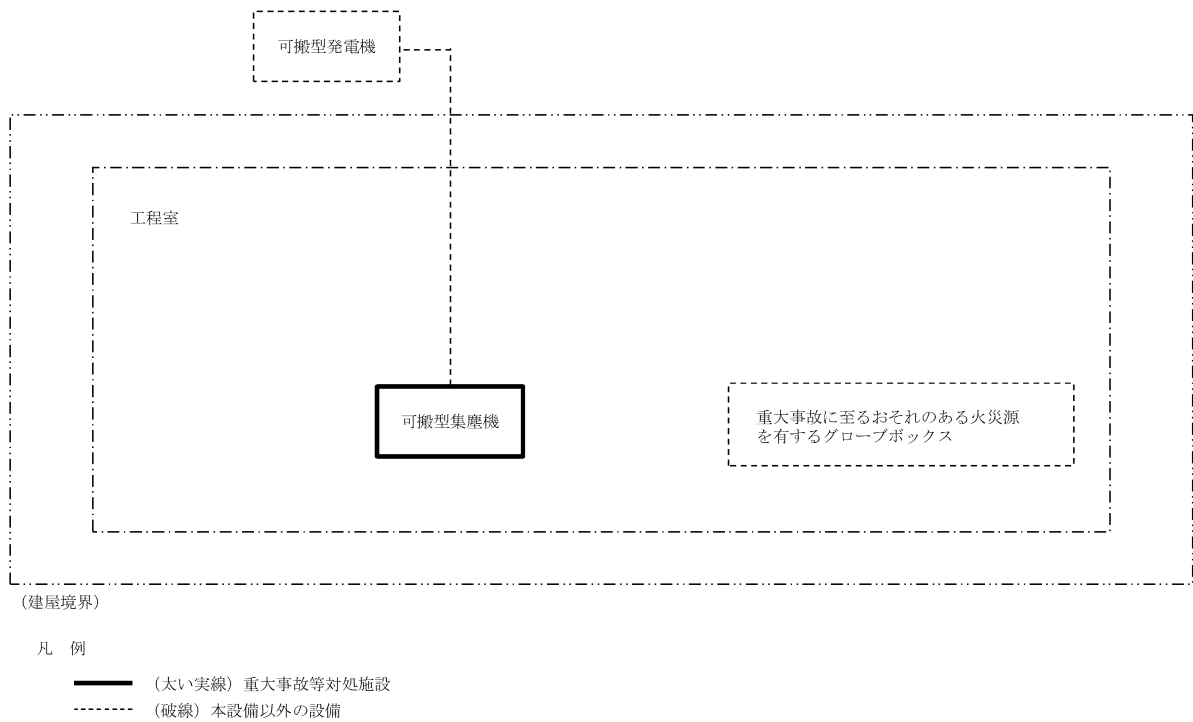 可搬型発電機
工程室
可搬型集塵機
重大事故に至るおそれのある火災源
を有するグローブボックス
（建屋境界）
凡　例
（太い実線）重大事故等対処施設
（破線）本設備以外の設備